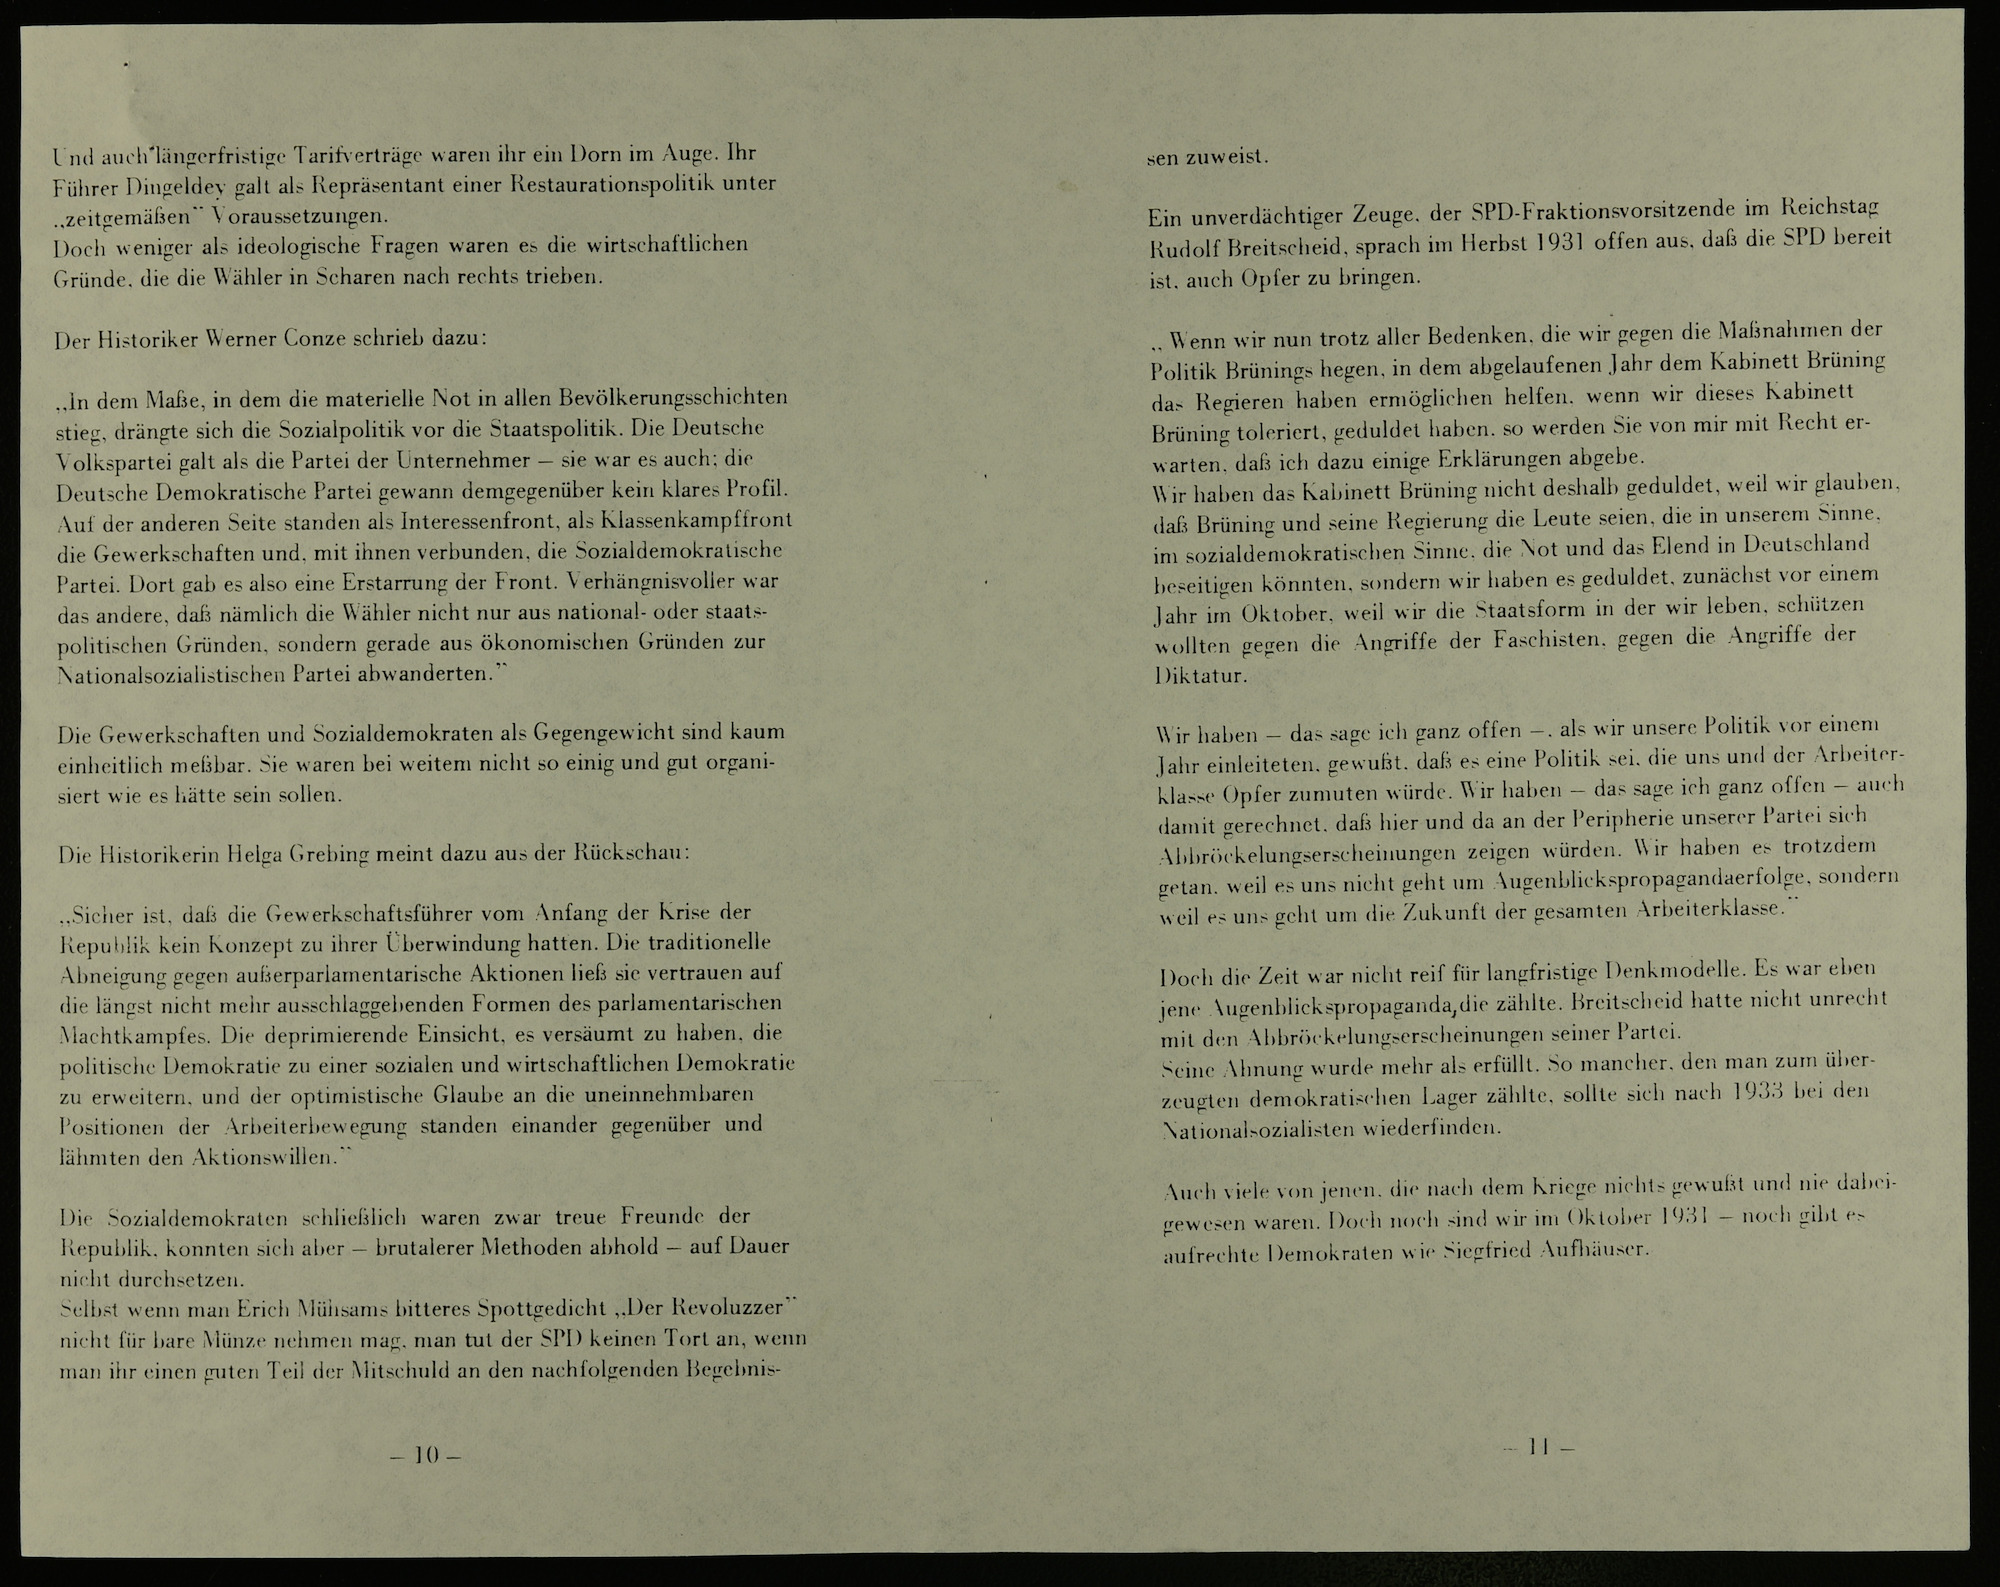 Und auch längerfristige Tarifverträge waren ihr ein Dorn im Auge. Ihr
Führer Dingeldey galt als Repräsentant einer Restaurationspolitik unter
„zeitgemäßen" Voraussetzungen.
Doch weniger als ideologische Fragen waren es die wirtschaftlichen
Gründe, die die Wähler in Scharen nach rechts trieben.

Der Historiker Werner Conze schrieb dazu:

„In dem Maße, in dem die materielle Not in allen Bevölkerungsschichten
stieg, drängte sich die Sozialpolitik vor die Staatspolitik. Die Deutsche
Volkspartei galt als die Partei der Unternehmer — sie war es auch; die
Deutsche Demokratische Partei gewann demgegenüber kein klares Profil.
Auf der anderen Seite standen als Interessenfront, als Klassenkampffront
die Gewerkschaften und, mit ihnen verbunden, die Sozialdemokratische
Partei. Dort gab es also eine Erstarrung der Front. Verhängnisvoller war
das andere, daß nämlich die Wähler nicht nur aus national- oder staats-
politischen Gründen, sondern gerade aus ökonomischen Gründen zur
Nationalsozialistischen Partei abwanderten."

Die Gewerkschaften und Sozialdemokraten als Gegengewicht sind kaum
einheitlich meßbar. Sie waren bei weitem nicht so einig und gut organi-
siert wie es hätte sein sollen.

Die Historikerin Helga Grebing meint dazu aus der Rückschau:

„Sicher ist, daß die Gewerkschaftsführer vom Anfang der Krise der
Republik kein Konzept zu ihrer Überwindung hatten. Die traditionelle
Abneigung gegen außerparlamentarische Aktionen ließ sie vertrauen auf
die längst nicht mehr ausschlaggebenden Formen des parlamentarischen
Machtkampfes. Die deprimierende Einsicht, es versäumt zu haben, die
politische Demokratie zu einer sozialen und wirtschaftlichen Demokratie
zu erweitern, und der optimistische Glaube an die uneinnehmbaren
Positionen der Arbeiterbewegung standen einander gegenüber und
lähmten den Aktionswillen."

Die Sozialdemokraten schließlich waren zwar treue Freunde der
Republik, konnten sich aber — brutalerer Methoden abhold — auf Dauer
nicht durchsetzen.
Selbst wenn man Erich Mühsams bitteres Spottgedicht „Der Revoluzzer"
nicht für bare Münze nehmen mag, man tut der SPD keinen Tort an, wenn
man ihr einen guten Teil der Mitschuld an den nachfolgenden Begebnis-

— 10 —

sen zuweist.

Ein unverdächtiger Zeuge, der SPD-Fraktionsvorsitzende im Reichstag
Rudolf Breitscheid, sprach im Herbst 1931 offen aus, daß die SPD bereit
ist, auch Opfer zu bringen.

„Wenn wir nun trotz aller Bedenken, die wir gegen die Maßnahmen der
Politik Brünings hegen, in dem abgelaufenen Jahr dem Kabinett Brüning
das Regieren haben ermöglichen helfen, wenn wir dieses Kabinett
Brüning toleriert, geduldet haben, so werden Sie von mir mit Recht er-
warten, daß ich dazu einige Erklärungen abgebe.
Wir haben das Kabinett Brüning nicht deshalb geduldet, weil wir glauben,
daß Brüning und seine Regierung die Leute seien, die in unserem Sinne,
im sozialdemokratischen Sinne, die Not und das Elend in Deutschland
beseitigen könnten, sondern wir haben es geduldet, zunächst vor einem
Jahr im Oktober, weil wir die Staatsform in der wir leben, schützen
wollten gegen die Angriffe der Faschisten, gegen die Angriffe der
Diktatur.

Wir haben — das sage ich ganz offen —, als wir unsere Politik vor einem
Jahr einleiteten, gewußt, daß es eine Politik sei, die uns und der Arbeiter-
klasse Opfer zumuten würde. Wir haben — das sage ich ganz offen — auch
damit gerechnet, daß hier und da an der Peripherie unserer Partei sich
Abbröckelungserscheinungen zeigen würden. Wir haben es trotzdem
getan, weil es uns nicht geht um Augenblickspropagandaerfolge, sondern
weil es uns geht um die Zukunft der gesamten Arbeiterklasse."

Doch die Zeit war nicht reif für langfristige Denkmodelle. Es war eben
jene Augenblickspropaganda, die zählte. Breitscheid hatte nicht unrecht
mit den Abbröckelungserscheinungen seiner Partei.
Seine Ahnung wurde mehr als erfüllt. So mancher, den man zum über-
zeugten demokratischen Lager zählte, sollte sich nach 1933 bei den
Nationalsozialisten wiederfinden.

Auch viele von jenen, die nach dem Kriege nichts gewußt und nie dabei-
gewesen waren. Doch noch sind wir im Oktober 1931 — noch gibt es
aufrechte Demokraten wie Siegfried Aufhäuser.

— 11 —